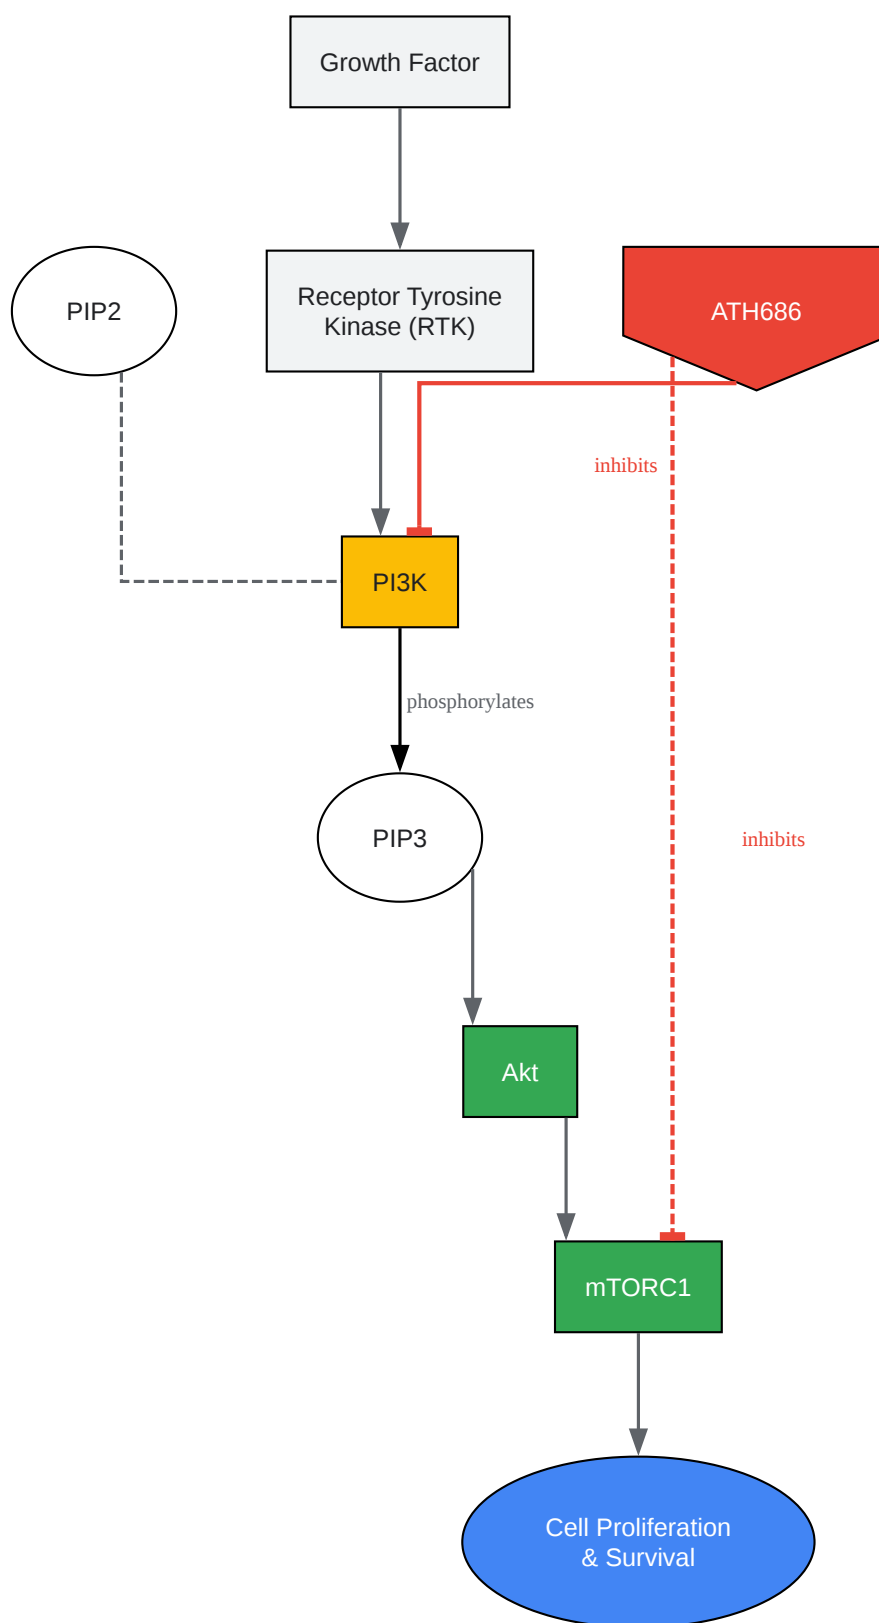 Growth Factor
PIP2
Receptor Tyrosine
Kinase (RTK)
ATH686
inhibits
PI3K
phosphorylates
PIP3
inhibits
Akt
mTORC1
Cell Proliferation
& Survival